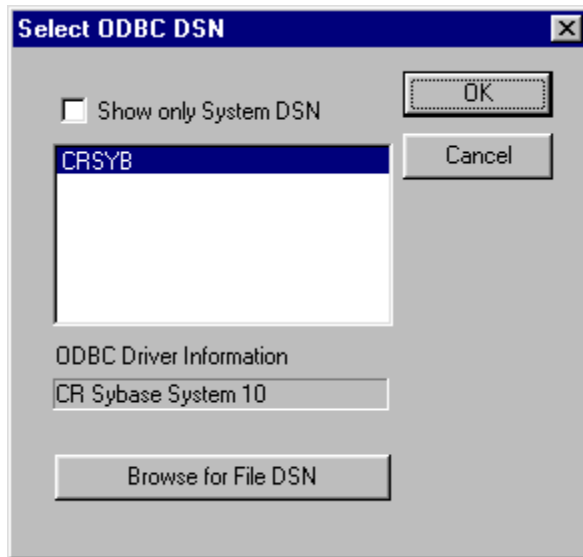 Select ODBC DSN
Show only System DSN
OK
Cancel
CRSYB
ODBC Driver Information
CR Sybase System 10
Browse for File DSN